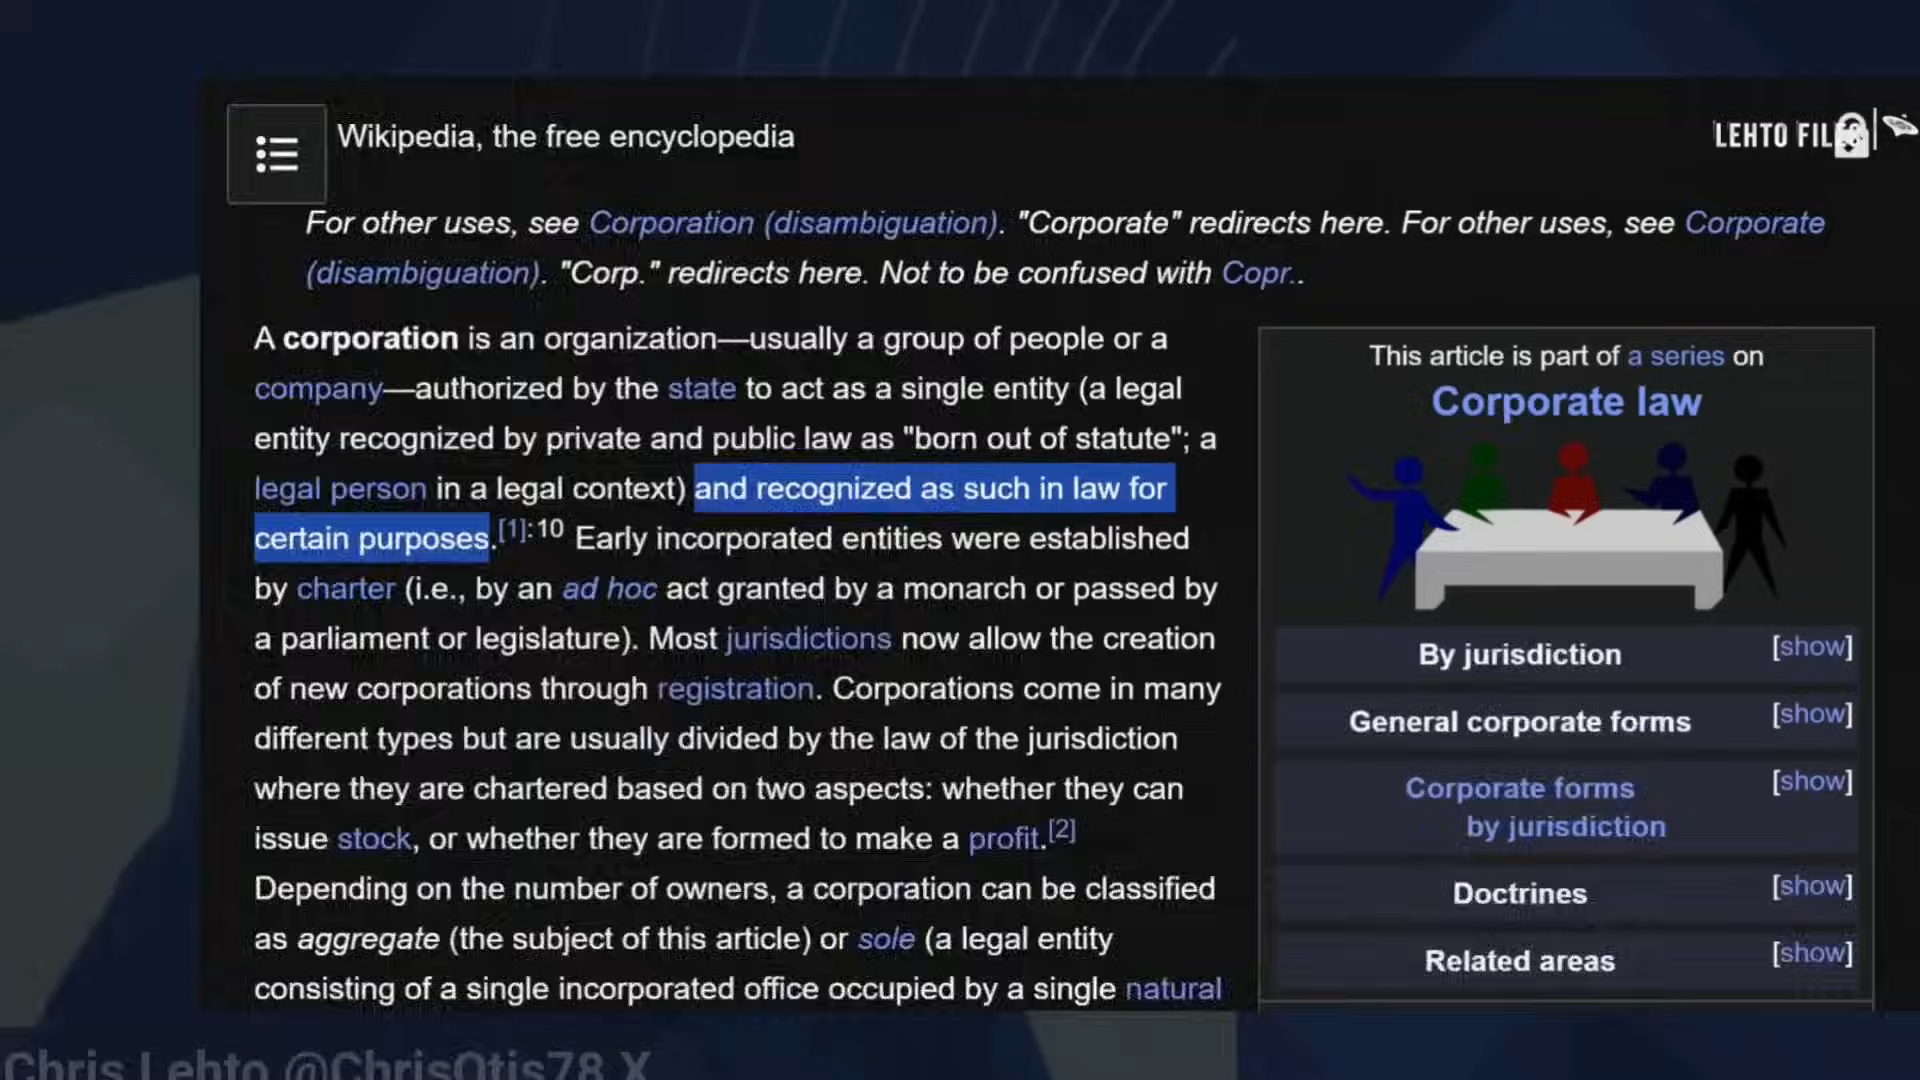 Wikipedia, the free encyclopedia
LEHTO FILES
For other uses, see Corporation (disambiguation). "Corporate" redirects here. For other uses, see Corporate
(disambiguation). "Corp." redirects here. Not to be confused with Copr..
A corporation is an organization—usually a group of people or a
company—authorized by the state to act as a single entity (a legal
entity recognized by private and public law as "born out of statute"; a
legal person in a legal context) and recognized as such in law for
certain purposes.[1]:10 Early incorporated entities were established
by charter (i.e., by an ad hoc act granted by a monarch or passed by
a parliament or legislature). Most jurisdictions now allow the creation
of new corporations through registration. Corporations come in many
different types but are usually divided by the law of the jurisdiction
where they are chartered based on two aspects: whether they can
issue stock, or whether they are formed to make a profit.[2]
Depending on the number of owners, a corporation can be classified
as aggregate (the subject of this article) or sole (a legal entity
consisting of a single incorporated office occupied by a single natural
This article is part of a series on
Corporate law
By jurisdiction [show]
General corporate forms [show]
Corporate forms [show]
by jurisdiction
Doctrines [show]
Related areas [show]
Chris Lehto @ChrisOtis78 X